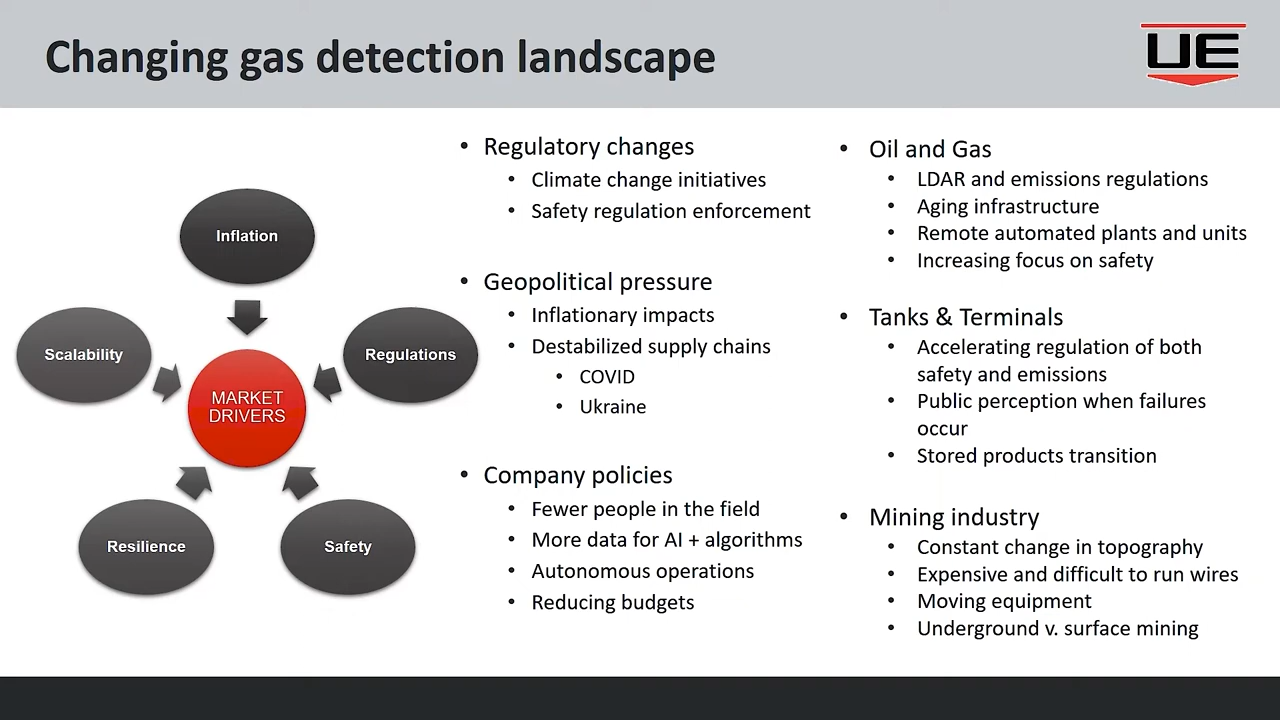 Changing gas detection landscape
UE
Inflation
Scalability
Regulations
MARKET
DRIVERS
Resilience
Safety
• Regulatory changes
• Climate change initiatives
• Safety regulation enforcement
• Geopolitical pressure
• Inflationary impacts
• Destabilized supply chains
• COVID
• Ukraine
• Company policies
• Fewer people in the field
• More data for AI + algorithms
• Autonomous operations
• Reducing budgets
• Oil and Gas
• LDAR and emissions regulations
• Aging infrastructure
• Remote automated plants and units
• Increasing focus on safety
• Tanks & Terminals
• Accelerating regulation of both
safety and emissions
• Public perception when failures
occur
• Stored products transition
• Mining industry
• Constant change in topography
• Expensive and difficult to run wires
• Moving equipment
• Underground v. surface mining